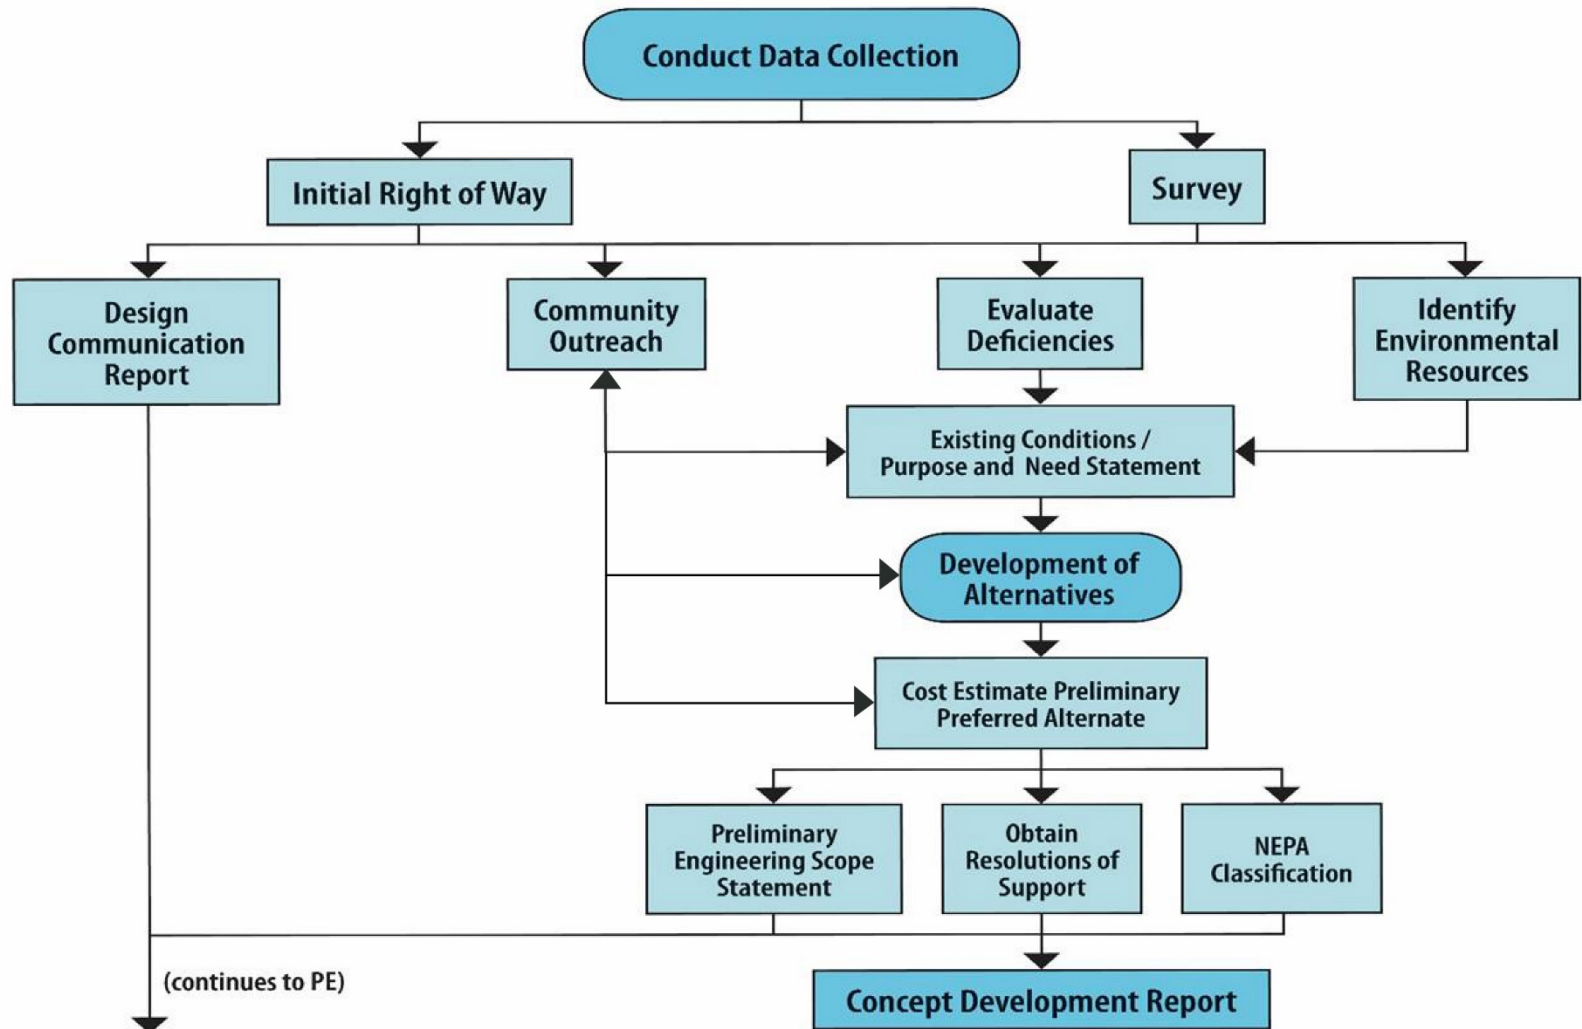 Conduct Data Collection
Initial Right of Way
Survey
Design
Communication
Report
Community
Outreach
Evaluate
Deficiencies
Identify
Environmental
Resources
Existing Conditions /
Purpose and Need Statement
Development of
Alternatives
Cost Estimate Preliminary
Preferred Alternate
Preliminary
Engineering Scope
Statement
Obtain
Resolutions of
Support
NEPA
Classification
(continues to PE)
Concept Development Report